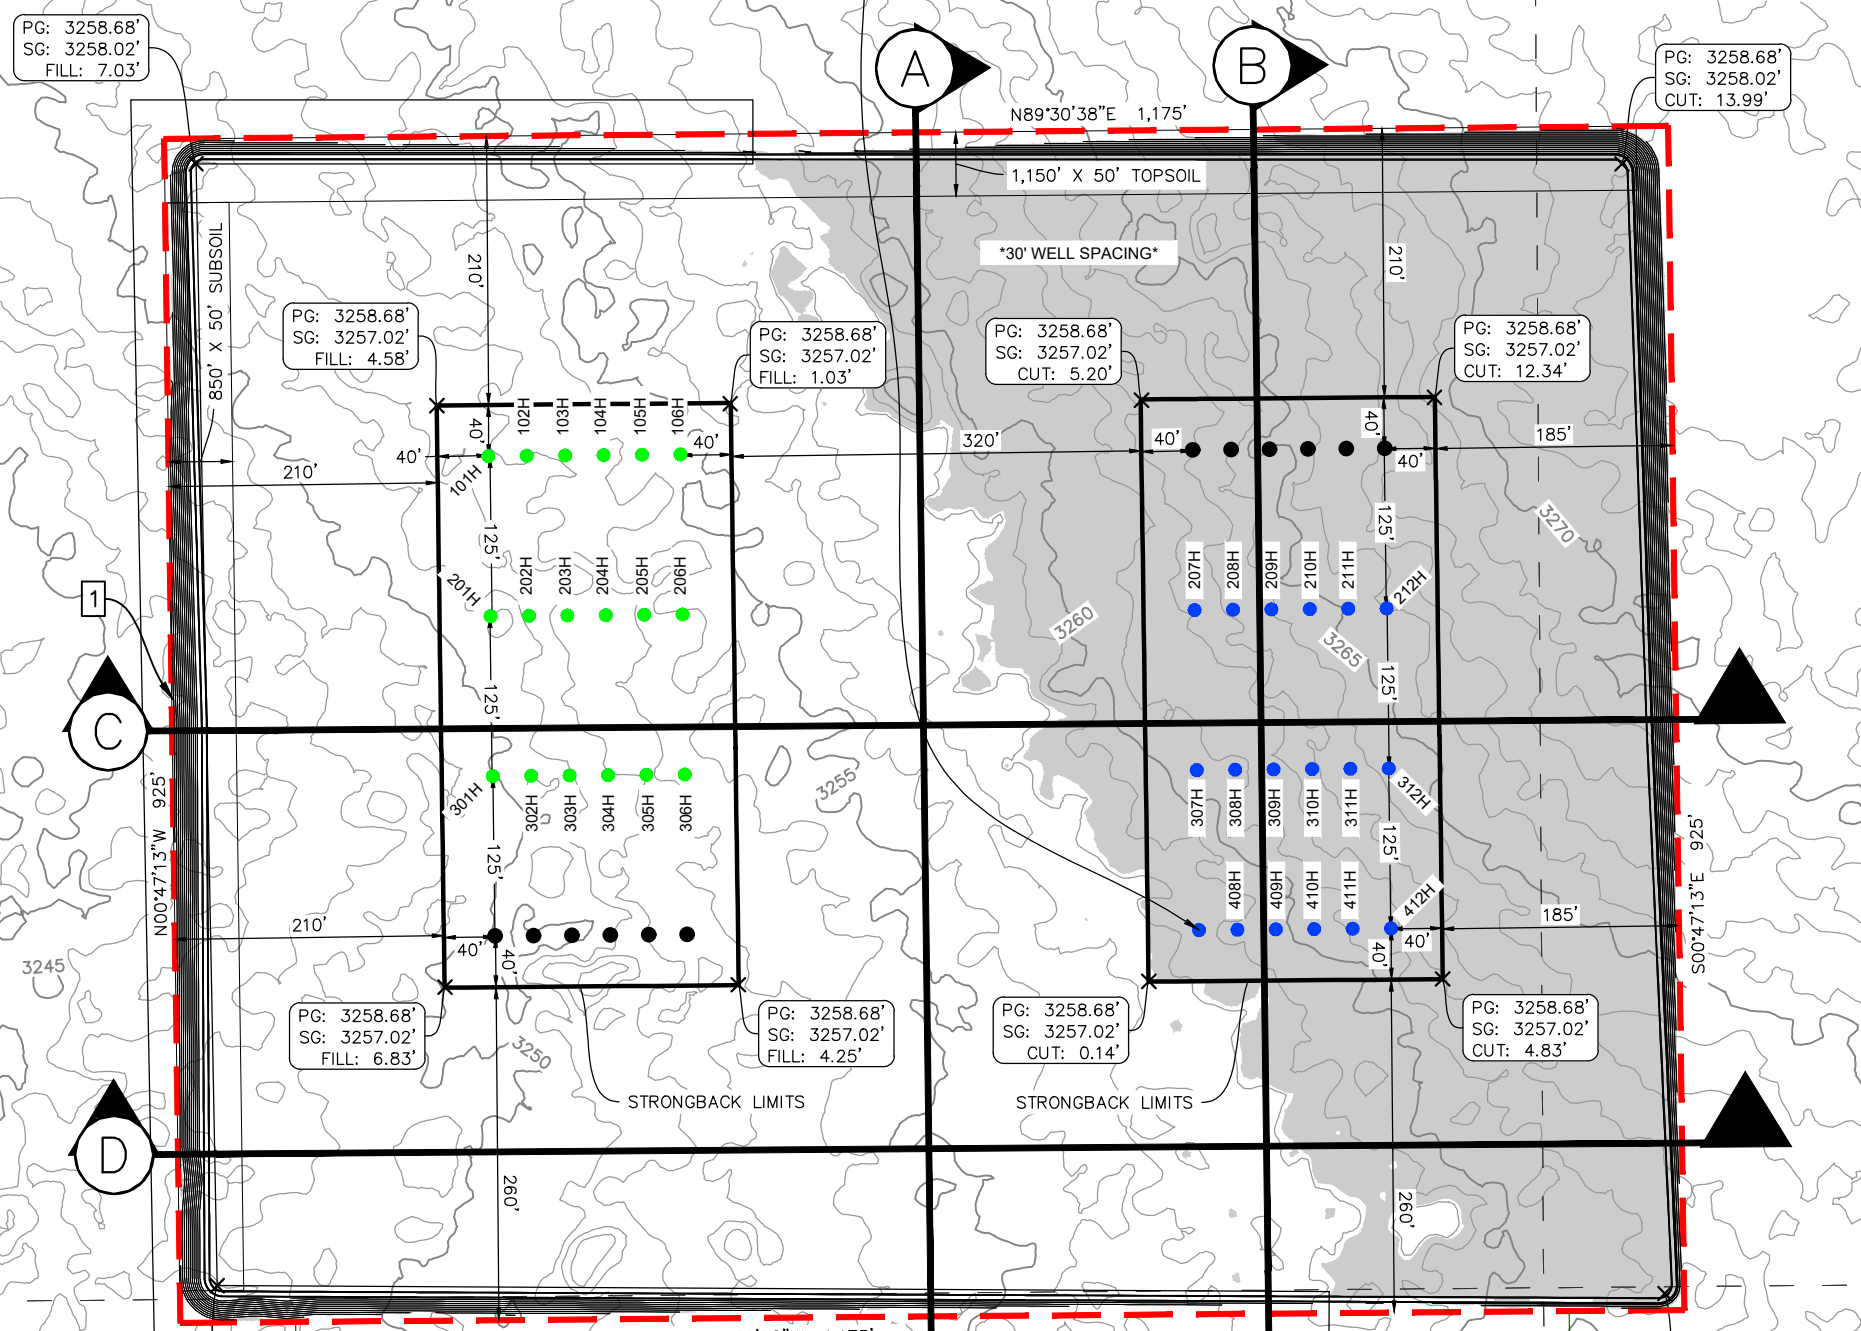 PG: 3258.68'
SG: 3258.02'
FILL: 7.03'
A
B
PG: 3258.68'
SG: 3258.02'
CUT: 13.99'
N89°30'38"E 1,175'
1,150' X 50' TOPSOIL
850' X 50' SUBSOIL
*30' WELL SPACING*
210'
210'
PG: 3258.68'
SG: 3257.02'
FILL: 4.58'
PG: 3258.68'
SG: 3257.02'
FILL: 1.03'
PG: 3258.68'
SG: 3257.02'
CUT: 5.20'
PG: 3258.68'
SG: 3257.02'
CUT: 12.34'
40'
102H
103H
104H
105H
106H
40'
40'
101H
320'
40'
40'
40'
185'
210'
125'
125'
3270
201H
202H
203H
204H
205H
206H
207H
208H
209H
210H
211H
212H
1
3260
3265
125'
125'
C
3255
301H
302H
303H
304H
305H
306H
307H
308H
309H
310H
311H
312H
N00°47'13"W 925'
S00°47'13"E 925'
125'
125'
408H
409H
410H
411H
412H
210'
40'
40'
40'
40'
185'
3245
PG: 3258.68'
SG: 3257.02'
FILL: 6.83'
3250
PG: 3258.68'
SG: 3257.02'
FILL: 4.25'
PG: 3258.68'
SG: 3257.02'
CUT: 0.14'
PG: 3258.68'
SG: 3257.02'
CUT: 4.83'
STRONGBACK LIMITS
STRONGBACK LIMITS
D
260'
260'